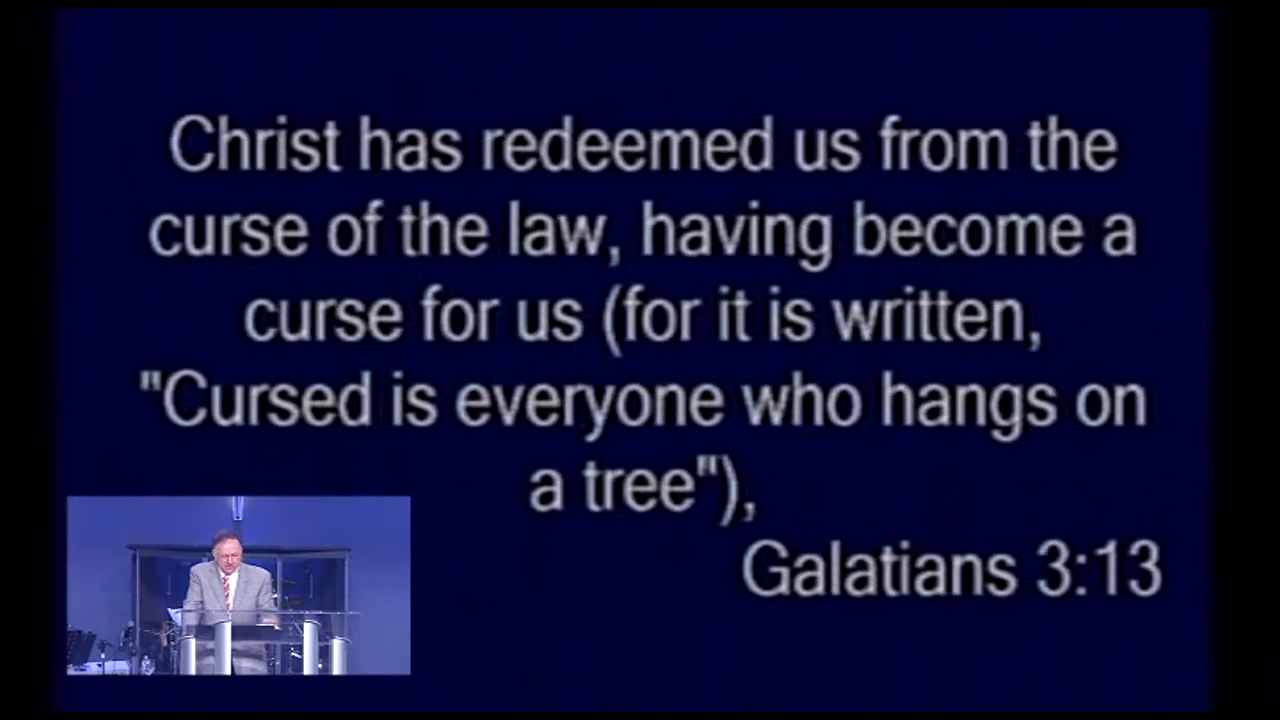 Christ has redeemed us from the
curse of the law, having become a
curse for us (for it is written,
"Cursed is everyone who hangs on
a tree"),
Galatians 3:13